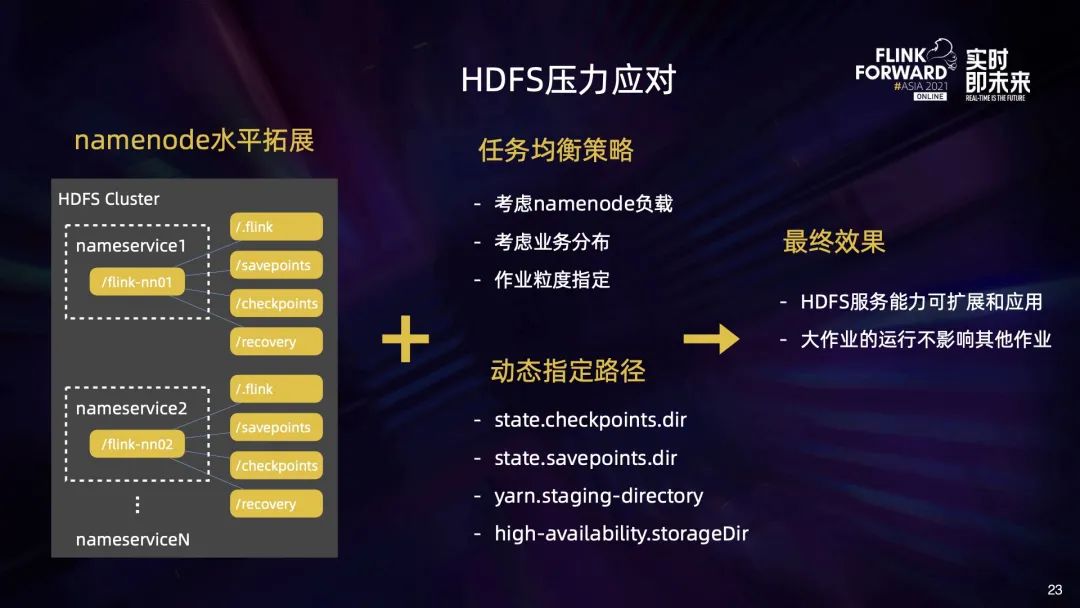 HDFS压力应对
FLINK
FORWARD
#ASIA 2021
ONLINE
实时
即未来
REAL-TIME IS THE FUTURE
namenode水平拓展
HDFS Cluster
nameservice1
/flink-nn01
/.flink
/savepoints
/checkpoints
/recovery
nameservice2
/flink-nn02
/.flink
/savepoints
/checkpoints
/recovery
⋮
nameserviceN
+
任务均衡策略
- 考虑namenode负载
- 考虑业务分布
- 作业粒度指定
动态指定路径
- state.checkpoints.dir
- state.savepoints.dir
- yarn.staging-directory
- high-availability.storageDir
最终效果
- HDFS服务能力可扩展和应用
- 大作业的运行不影响其他作业
23